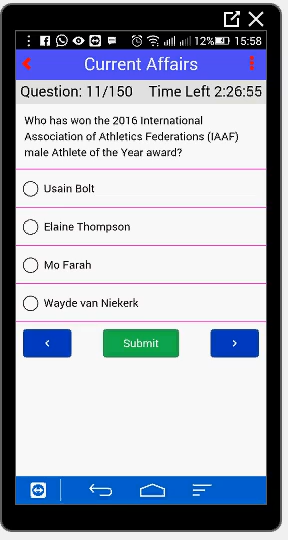 12% 15:58
Current Affairs
Question: 11/150 Time Left 2:26:55
Who has won the 2016 International
Association of Athletics Federations (IAAF)
male Athlete of the Year award?
Usain Bolt
Elaine Thompson
Mo Farah
Wayde van Niekerk
< Submit >